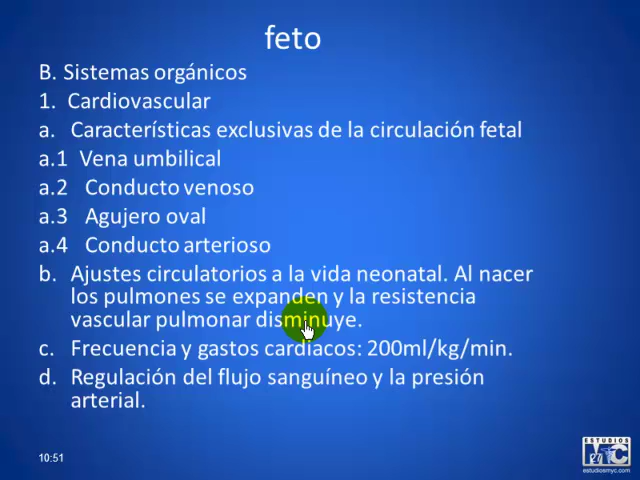 feto
B. Sistemas orgánicos
1. Cardiovascular
a. Características exclusivas de la circulación fetal
a.1 Vena umbilical
a.2 Conducto venoso
a.3 Agujero oval
a.4 Conducto arterioso
b. Ajustes circulatorios a la vida neonatal. Al nacer
los pulmones se expanden y la resistencia
vascular pulmonar disminuye.
c. Frecuencia y gastos cardíacos: 200ml/kg/min.
d. Regulación del flujo sanguíneo y la presión
arterial.
10:51
ESTUDIOS
estudiosmyc.com